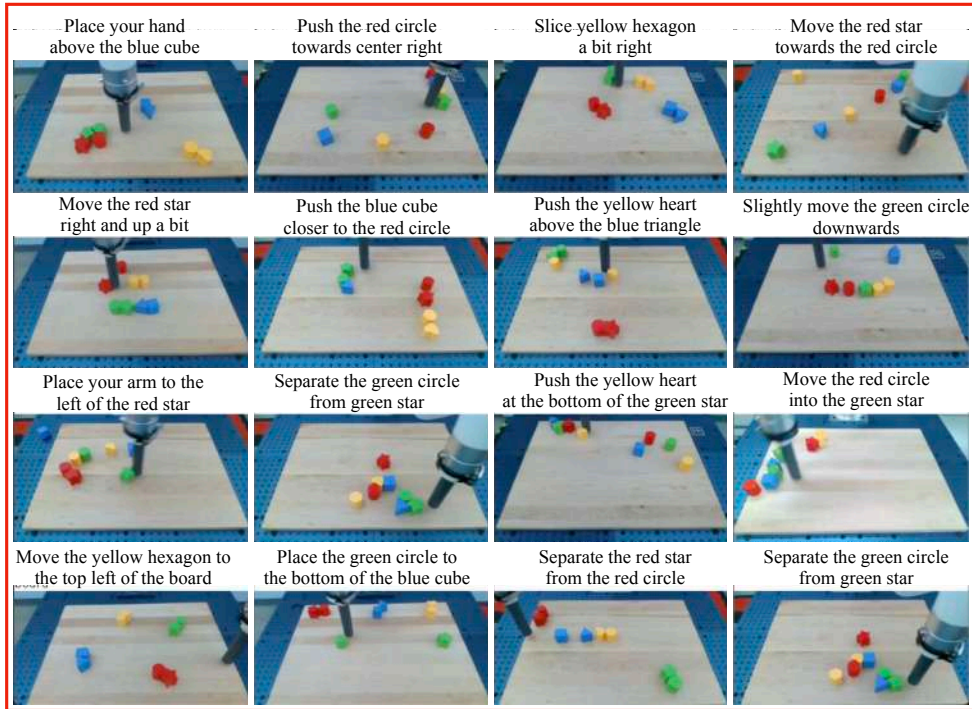 Place your hand
above the blue cube
Push the red circle
towards center right
Slice yellow hexagon
a bit right
Move the red star
towards the red circle
Move the red star
right and up a bit
Push the blue cube
closer to the red circle
Push the yellow heart
above the blue triangle
Slightly move the green circle
downwards
Place your arm to the
left of the red star
Separate the green circle
from green star
Push the yellow heart
at the bottom of the green star
Move the red circle
into the green star
Move the yellow hexagon to
the top left of the board
Place the green circle to
the bottom of the blue cube
Separate the red star
from the red circle
Separate the green circle
from green star